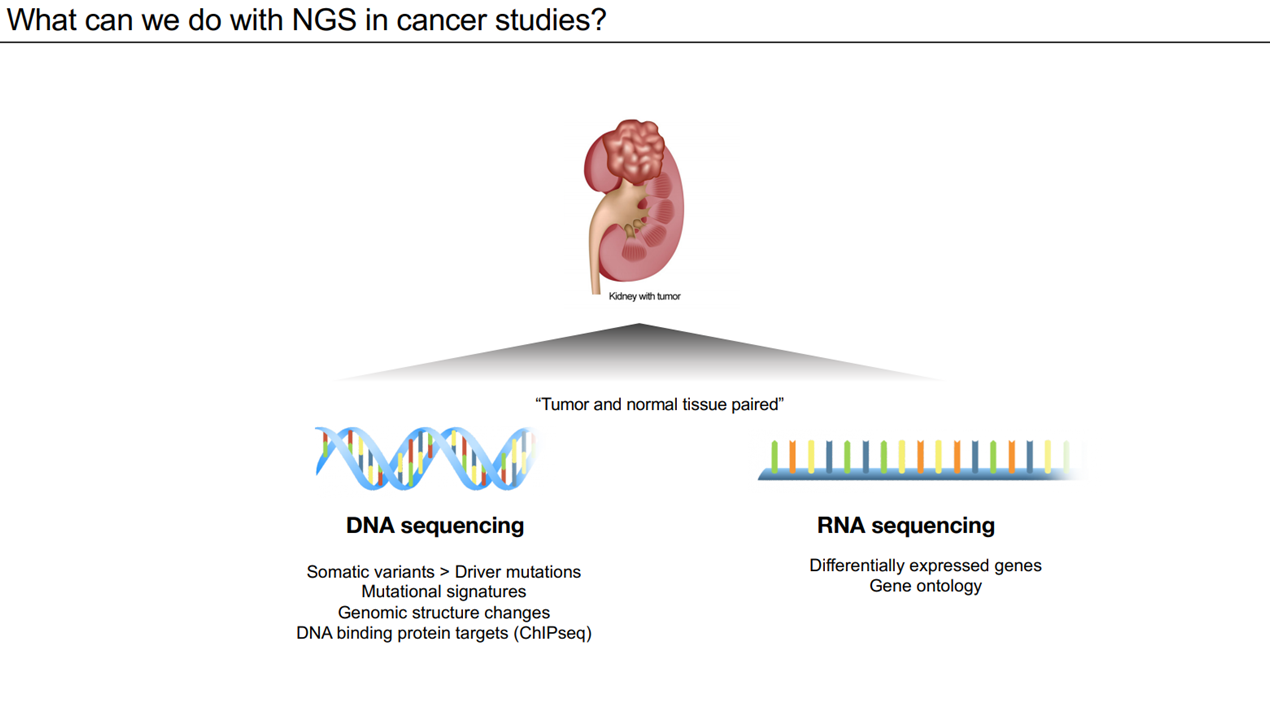 What can we do with NGS in cancer studies?
Kidney with tumor
“Tumor and normal tissue paired”
DNA sequencing
Somatic variants > Driver mutations
Mutational signatures
Genomic structure changes
DNA binding protein targets (ChIPseq)
RNA sequencing
Differentially expressed genes
Gene ontology